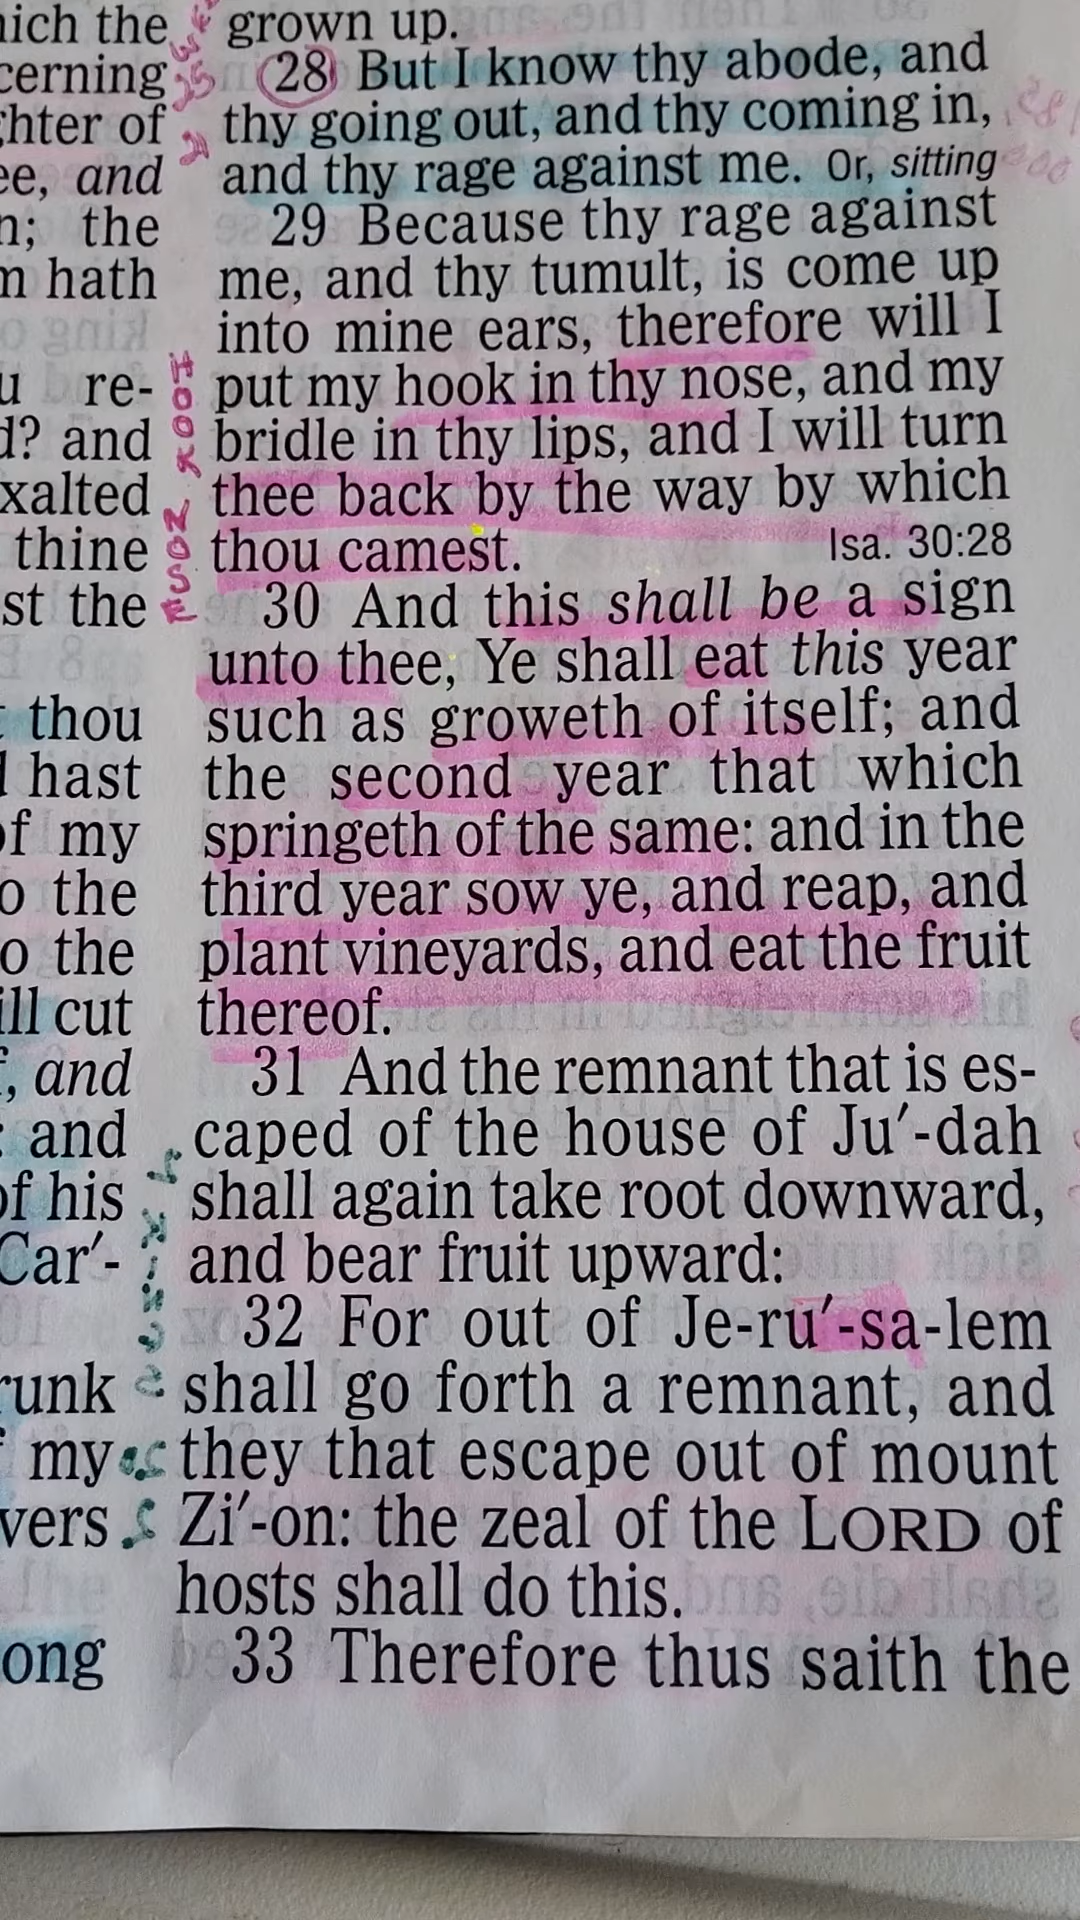 hich the
cerning
ghter of
ee, and
n; the
m hath
u re-
d? and
xalted
thine
st the
thou
hast
of my
o the
o the
ill cut
, and
and
of his
Car′-
runk
my
vers
ong
HOOK NOSE
grown up.
28 But I know thy abode, and
thy going out, and thy coming in,
and thy rage against me. Or, sitting
29 Because thy rage against
me, and thy tumult, is come up
into mine ears, therefore will I
put my hook in thy nose, and my
bridle in thy lips, and I will turn
thee back by the way by which
thou camest. Isa. 30:28
30 And this shall be a sign
unto thee, Ye shall eat this year
such as groweth of itself; and
the second year that which
springeth of the same: and in the
third year sow ye, and reap, and
plant vineyards, and eat the fruit
thereof.
31 And the remnant that is es-
caped of the house of Ju′-dah
shall again take root downward,
and bear fruit upward:
32 For out of Je-ru′-sa-lem
shall go forth a remnant, and
they that escape out of mount
Zi′-on: the zeal of the LORD of
hosts shall do this.
33 Therefore thus saith the